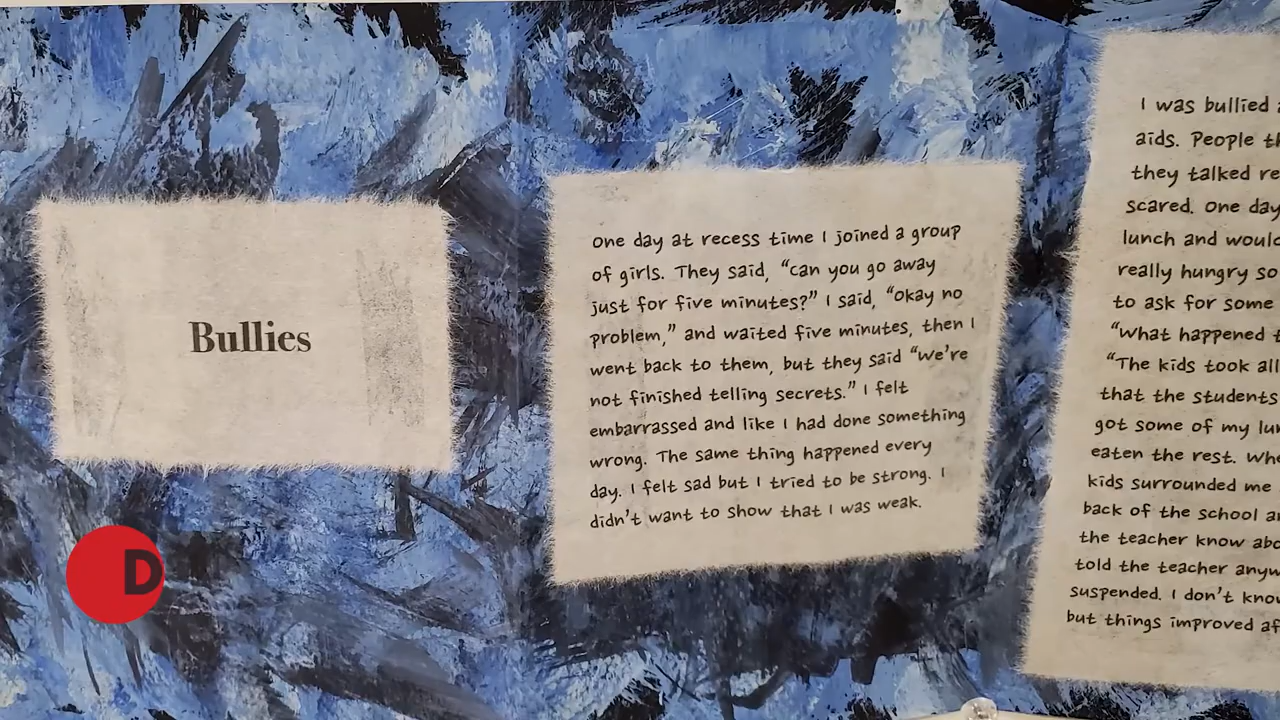 Bullies
One day at recess time I joined a group
of girls. They said, “can you go away
just for five minutes?” I said, “Okay no
problem,” and waited five minutes, then I
went back to them, but they said “We’re
not finished telling secrets.” I felt
embarrassed and like I had done something
wrong. The same thing happened every
day. I felt sad but I tried to be strong. I
didn’t want to show that I was weak.
I was bullied
aids. People
they talked
scared. One day
lunch and
really hungry so
to ask for some
“What happened
“The kids took all
that the students
got some of my
eaten the rest.
kids surrounded me
back of the school
the teacher know
told the teacher
suspended. I don’t
but things improved
D